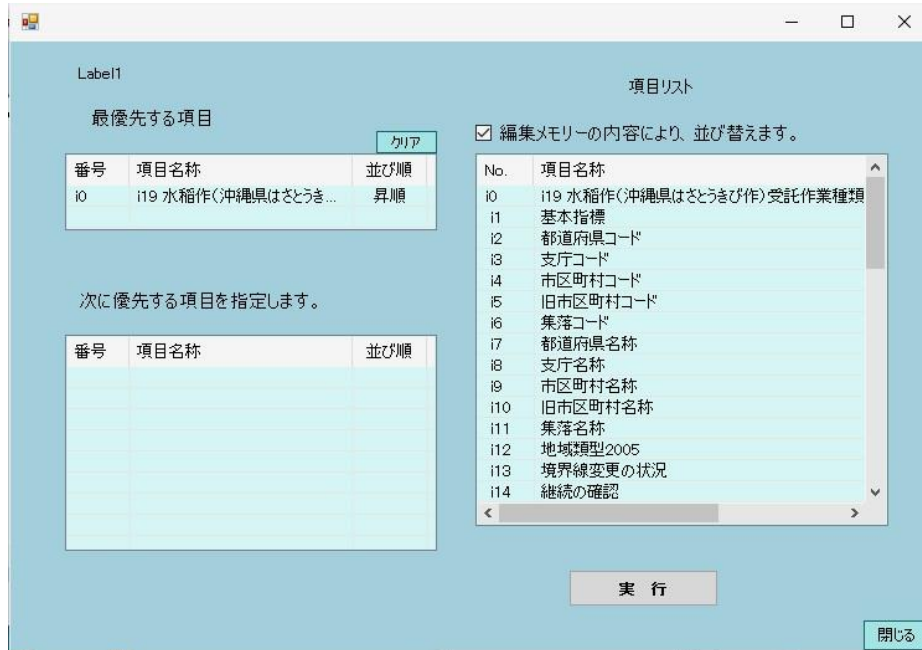 Label1
最優先する項目
クリア
番号 項目名称 並び順
i0 i19 水稲作(沖縄県はさとうき... 昇順
次に優先する項目を指定します。
番号 項目名称 並び順
項目リスト
編集メモリーの内容により、並び替えます。
No. 項目名称
i0 i19 水稲作(沖縄県はさとうきび作)受託作業種類
i1 基本指標
i2 都道府県コード
i3 支庁コード
i4 市区町村コード
i5 旧市区町村コード
i6 集落コード
i7 都道府県名称
i8 支庁名称
i9 市区町村名称
i10 旧市区町村名称
i11 集落名称
i12 地域類型2005
i13 境界線変更の状況
i14 継続の確認
実 行
閉じる